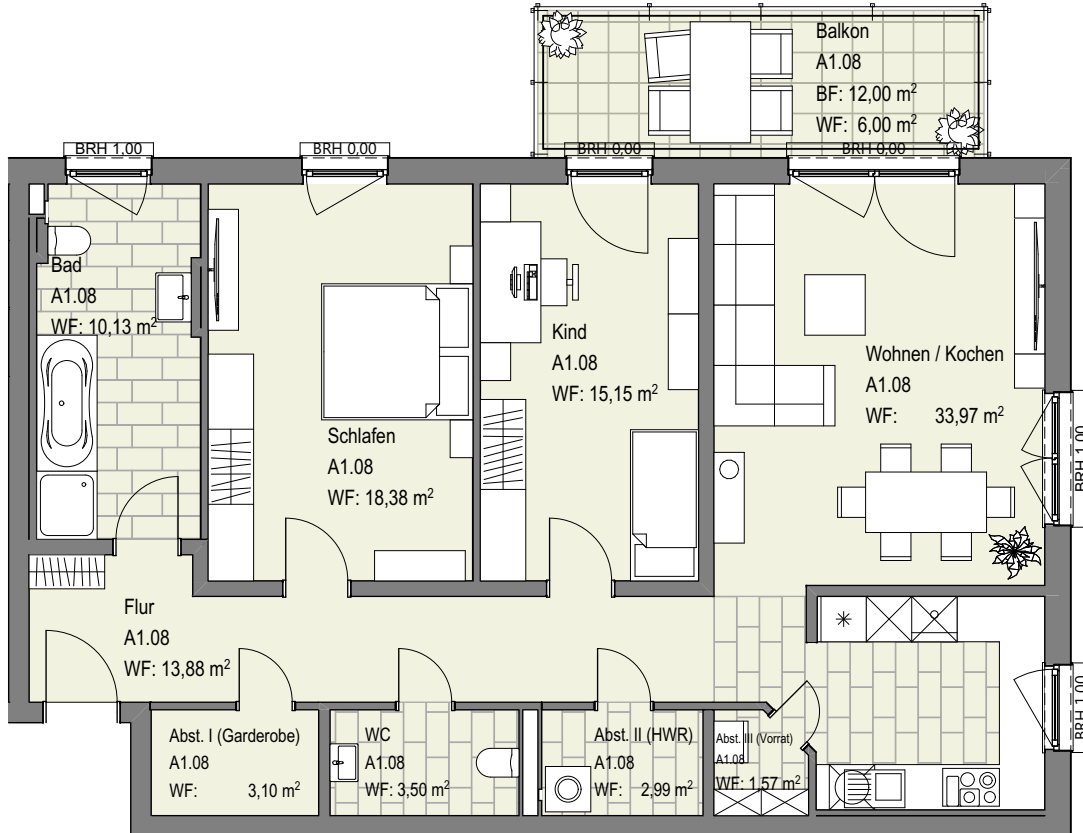 Balkon
A1.08
BF: 12,00 m²
WF: 6,00 m²
BRH 1,00
BRH 0,00
BRH 0,00
BRH 0,00
Bad
A1.08
WF: 10,13 m²
Schlafen
A1.08
WF: 18,38 m²
Kind
A1.08
WF: 15,15 m²
Wohnen / Kochen
A1.08
WF: 33,97 m²
BRH 1,00
Flur
A1.08
WF: 13,88 m²
BRH 1,00
Abst. I (Garderobe)
A1.08
WF: 3,10 m²
WC
A1.08
WF: 3,50 m²
Abst. II (HWR)
A1.08
WF: 2,99 m²
Abst. III (Vorrat)
A1.08
WF: 1,57 m²